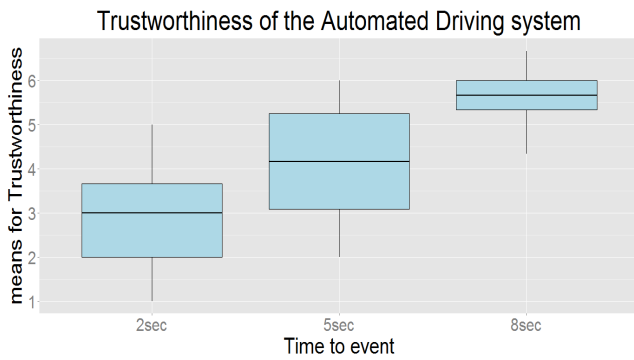 Trustworthiness of the Automated Driving system
means for Trustworthiness
6
5
4
3
2
1
2sec
5sec
8sec
Time to event